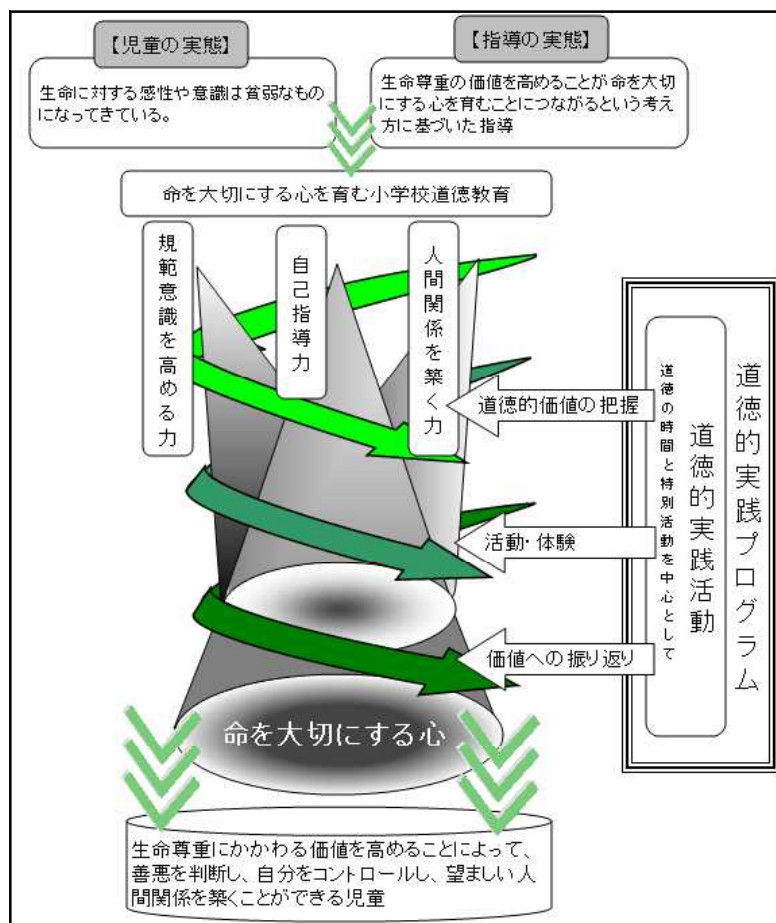 【児童の実態】
生命に対する感性や意識は貧弱なもの
になってきている。
【指導の実態】
生命尊重の価値を高めることが命を大切
にする心を育むことにつながるという考え
方に基づいた指導
命を大切にする心を育む小学校道徳教育
規範意識を高める力
自己指導力
人間関係を築く力
道徳的価値の把握
活動・体験
価値への振り返り
道徳的実践プログラム
道徳的実践活動
道徳の時間と特別活動を中心として
命を大切にする心
生命尊重にかかわる価値を高めることによって、
善悪を判断し、自分をコントロールし、望ましい人
間関係を築くことができる児童